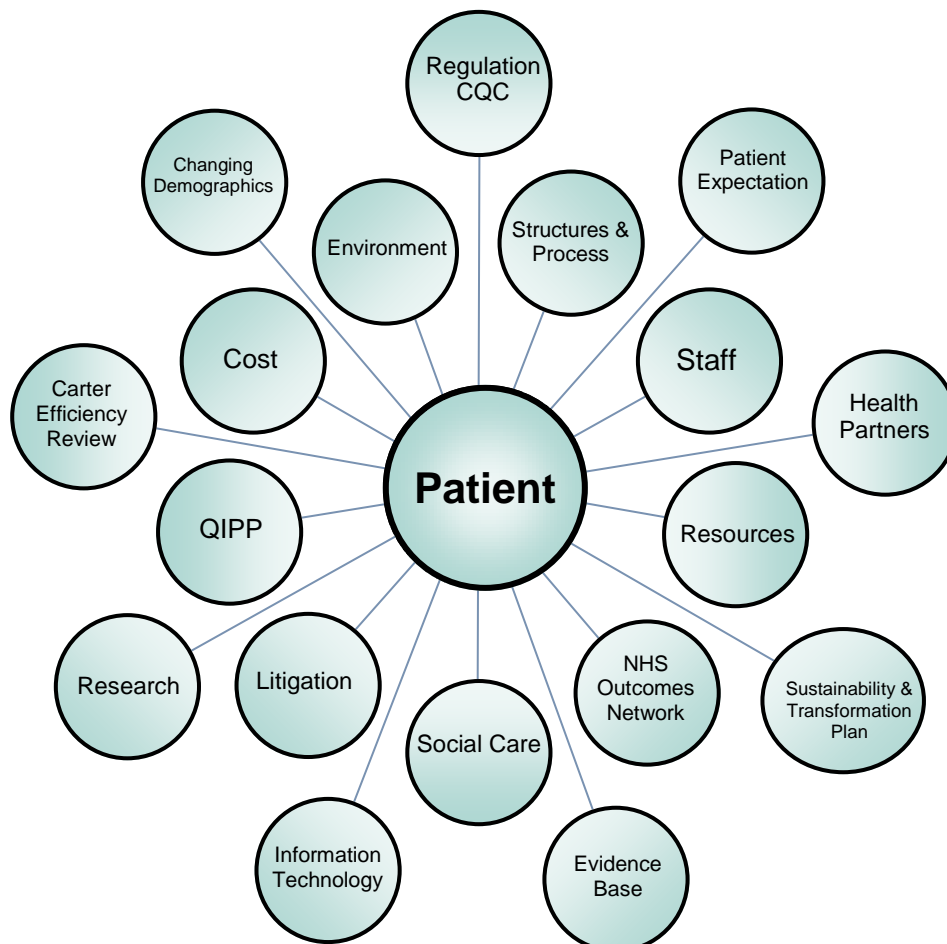 Regulation
CQC
Changing
Demographics
Patient
Expectation
Environment
Structures &
Process
Cost
Staff
Carter
Efficiency
Review
Health
Partners
Patient
QIPP
Resources
Research
Litigation
NHS
Outcomes
Network
Sustainability &
Transformation
Plan
Social Care
Information
Technology
Evidence
Base